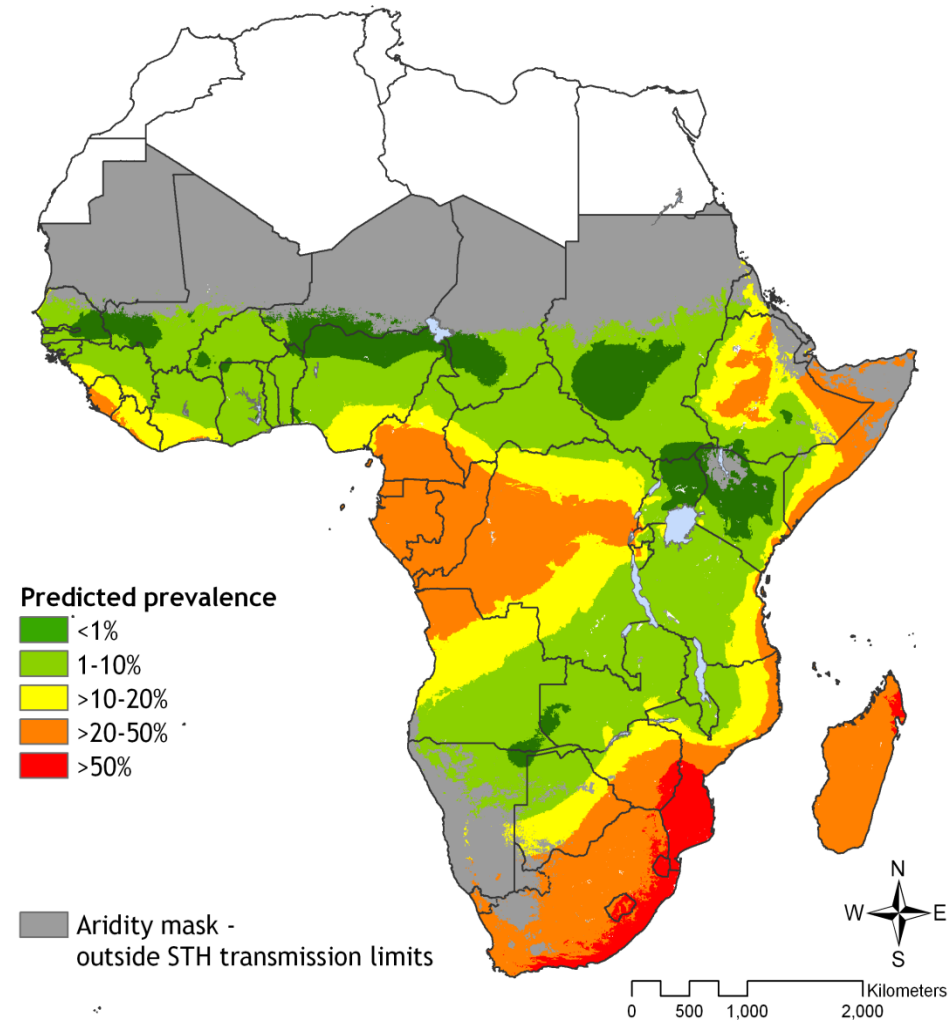 Predicted prevalence
<1%
1-10%
>10-20%
>20-50%
>50%
Aridity mask -
outside STH transmission limits
N
W E
S
Kilometers
0 500 1,000 2,000